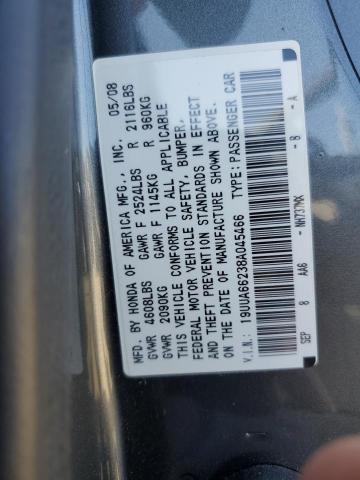 MFD. BY HONDA OF AMERICA MFG., INC. 05/08
GVWR 4608LBS GAWR F 2524LBS R 2116LBS
GVWR 2090KG GAWR F 1145KG R 960KG
THIS VEHICLE CONFORMS TO ALL APPLICABLE
FEDERAL MOTOR VEHICLE SAFETY, BUMPER,
AND THEFT PREVENTION STANDARDS IN EFFECT
ON THE DATE OF MANUFACTURE SHOWN ABOVE.
V.I.N.: 19UUA66238A045466 TYPE: PASSENGER CAR
SEP 8 AA6 - NH737MX - B - A